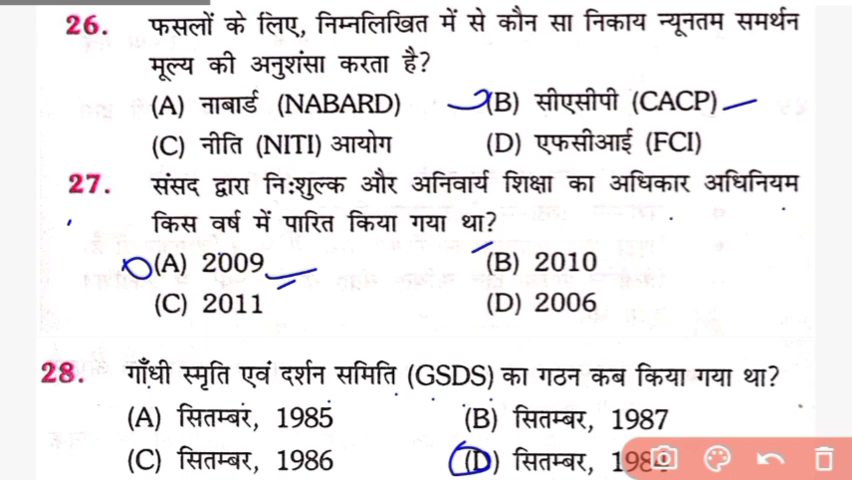 26. फसलों के लिए, निम्नलिखित में से कौन सा निकाय न्यूनतम समर्थन
मूल्य की अनुशंसा करता है?
(A) नाबार्ड (NABARD) (B) सीएसीपी (CACP)
(C) नीति (NITI) आयोग (D) एफसीआई (FCI)
27. संसद द्वारा निःशुल्क और अनिवार्य शिक्षा का अधिकार अधिनियम
किस वर्ष में पारित किया गया था?
(A) 2009 (B) 2010
(C) 2011 (D) 2006
28. गाँधी स्मृति एवं दर्शन समिति (GSDS) का गठन कब किया गया था?
(A) सितम्बर, 1985 (B) सितम्बर, 1987
(C) सितम्बर, 1986 (D) सितम्बर, 1984